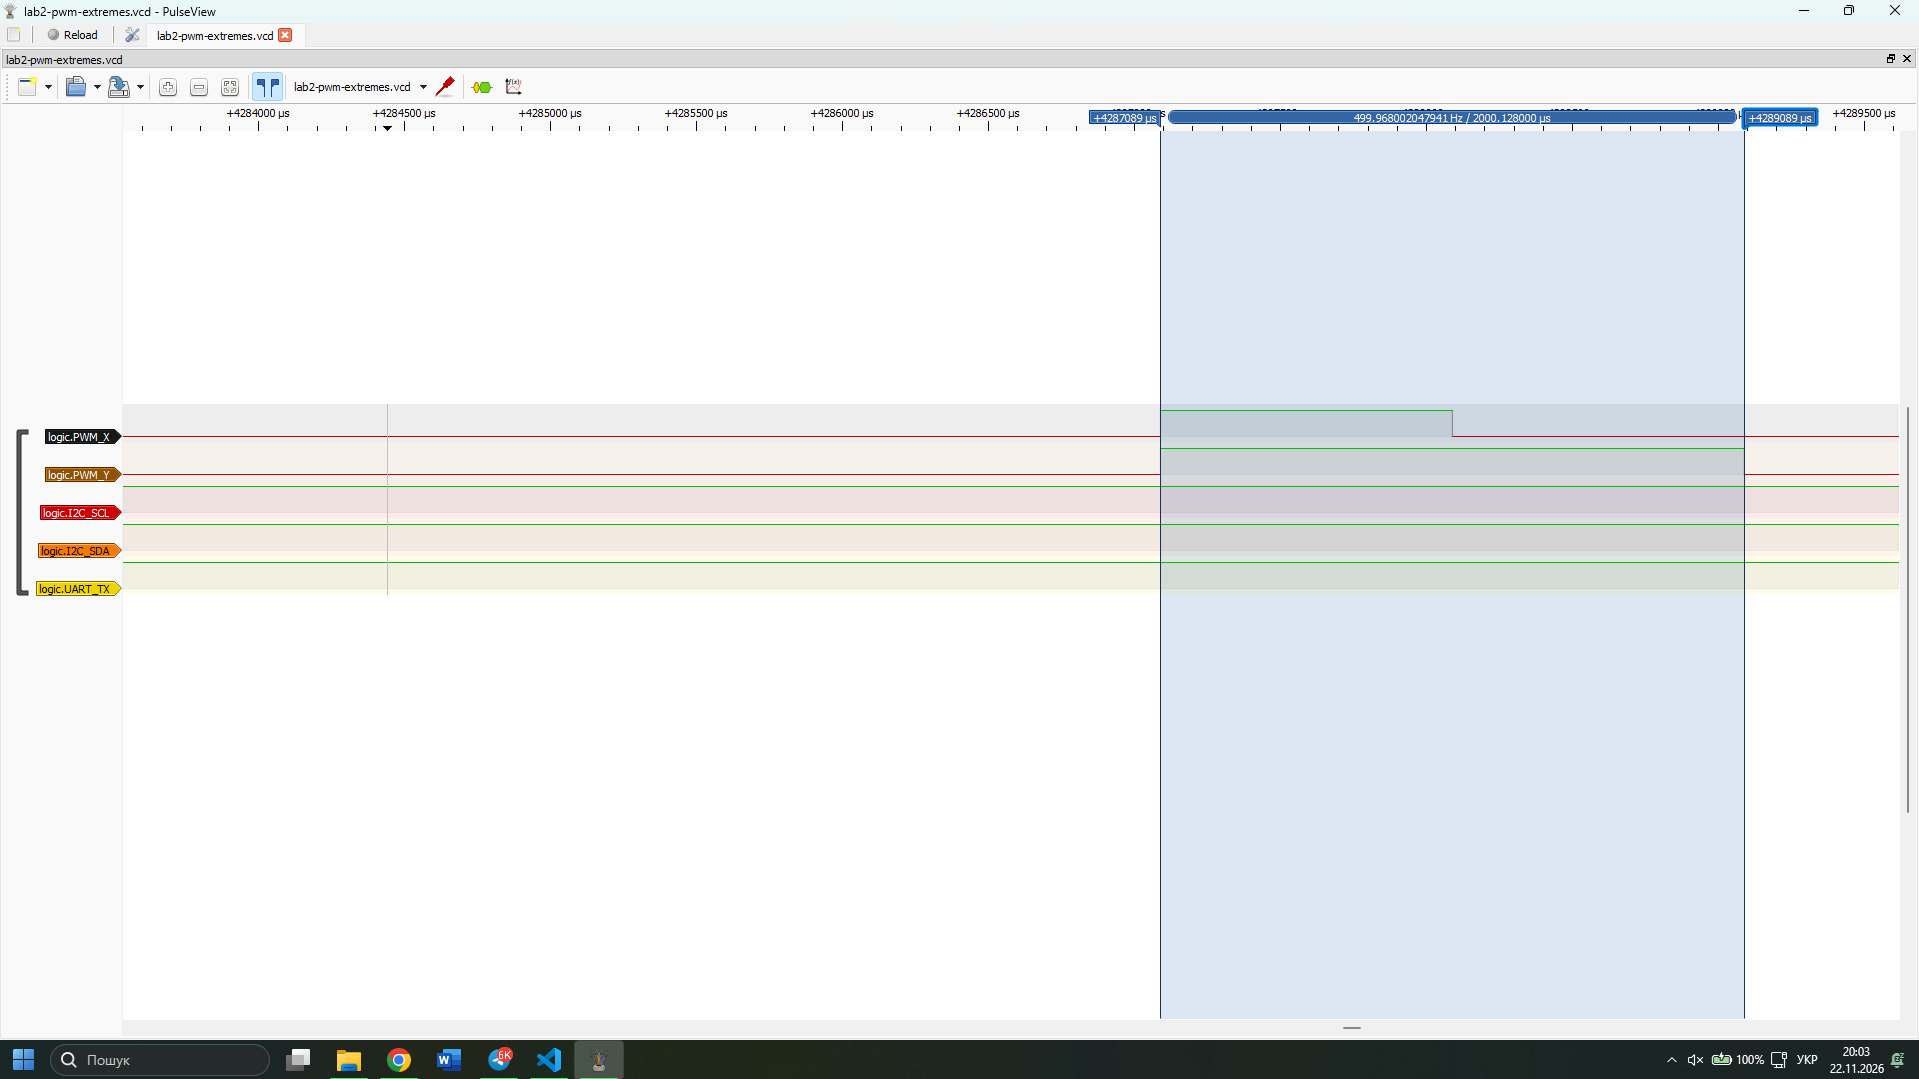 lab2-pwm-extremes.vcd - PulseView
Reload
lab2-pwm-extremes.vcd
lab2-pwm-extremes.vcd
lab2-pwm-extremes.vcd
+4284000 µs +4284500 µs +4285000 µs +4285500 µs +4286000 µs +4286500 µs +4287089 µs 499.968002047941 Hz / 2000.128000 µs +4289089 µs +4289500 µs
logic.PWM_X
logic.PWM_Y
logic.I2C_SCL
logic.I2C_SDA
logic.UART_TX
Пошук
6K
100%
УКР
20:03
22.11.2026